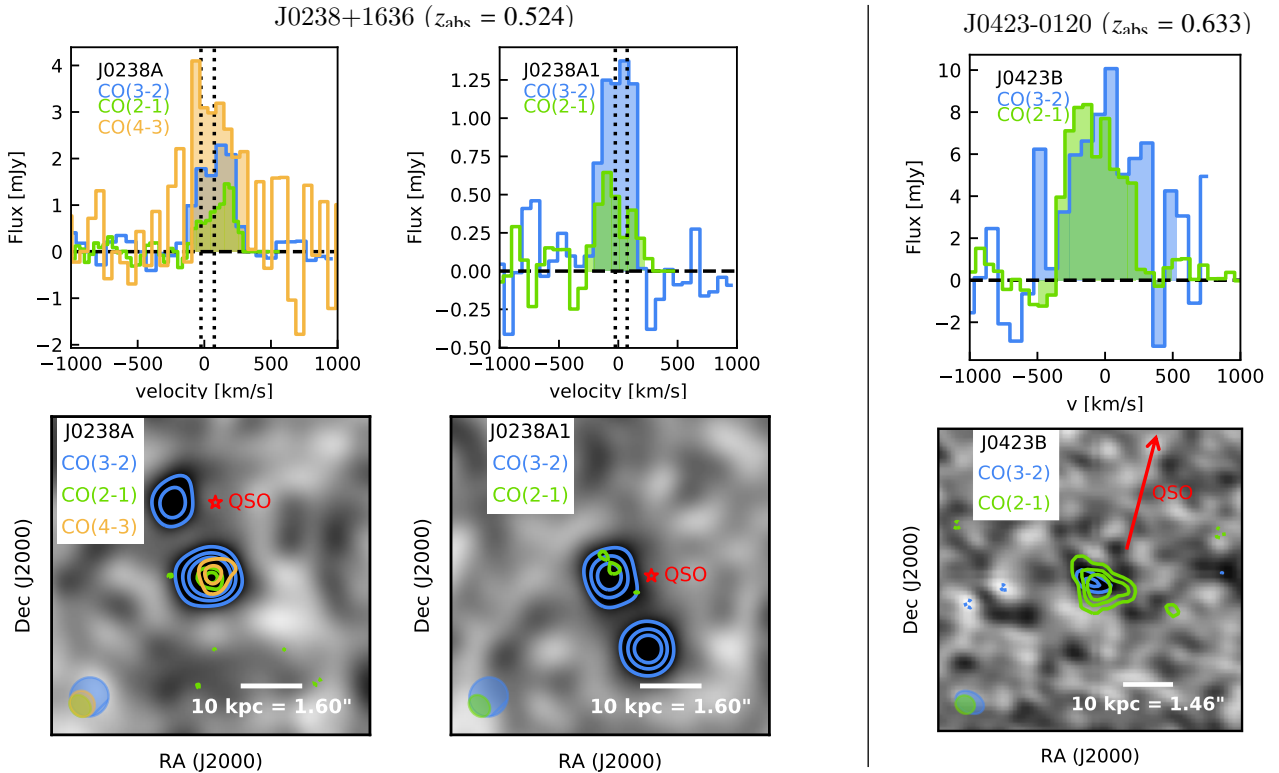 J0238+1636 (z_abs = 0.524)
J0423-0120 (z_abs = 0.633)
J0238A
CO(3-2)
CO(2-1)
CO(4-3)
Flux [mJy]
4
3
2
1
0
−1
−2
−1000 −500 0 500 1000
velocity [km/s]
J0238A1
CO(3-2)
CO(2-1)
Flux [mJy]
1.25
1.00
0.75
0.50
0.25
0.00
−0.25
−0.50
−1000 −500 0 500 1000
velocity [km/s]
J0423B
CO(3-2)
CO(2-1)
Flux [mJy]
10
8
6
4
2
0
−2
−1000 −500 0 500 1000
v [km/s]
J0238A
CO(3-2)
CO(2-1)
CO(4-3)
QSO
10 kpc = 1.60"
Dec (J2000)
RA (J2000)
J0238A1
CO(3-2)
CO(2-1)
QSO
10 kpc = 1.60"
Dec (J2000)
RA (J2000)
J0423B
CO(3-2)
CO(2-1)
QSO
10 kpc = 1.46"
Dec (J2000)
RA (J2000)